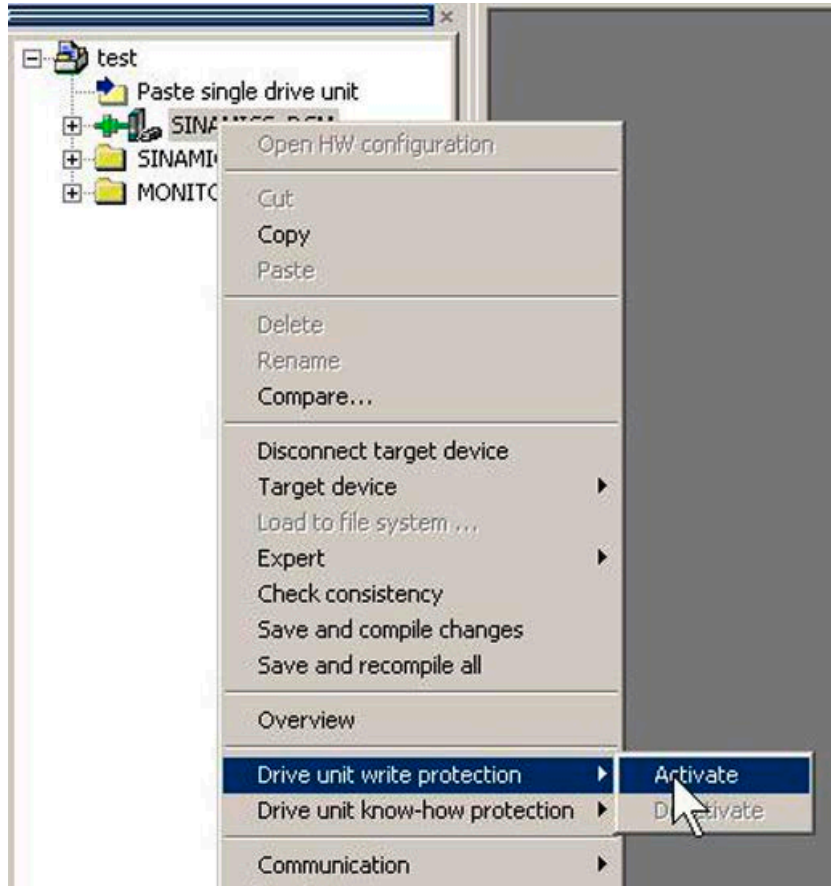 test
Paste single drive unit
Open HW configuration
Cut
Copy
Paste
Delete
Rename
Compare...
Disconnect target device
Target device
Load to file system ...
Expert
Check consistency
Save and compile changes
Save and recompile all
Overview
Drive unit write protection
Activate
Drive unit know-how protection
Communication